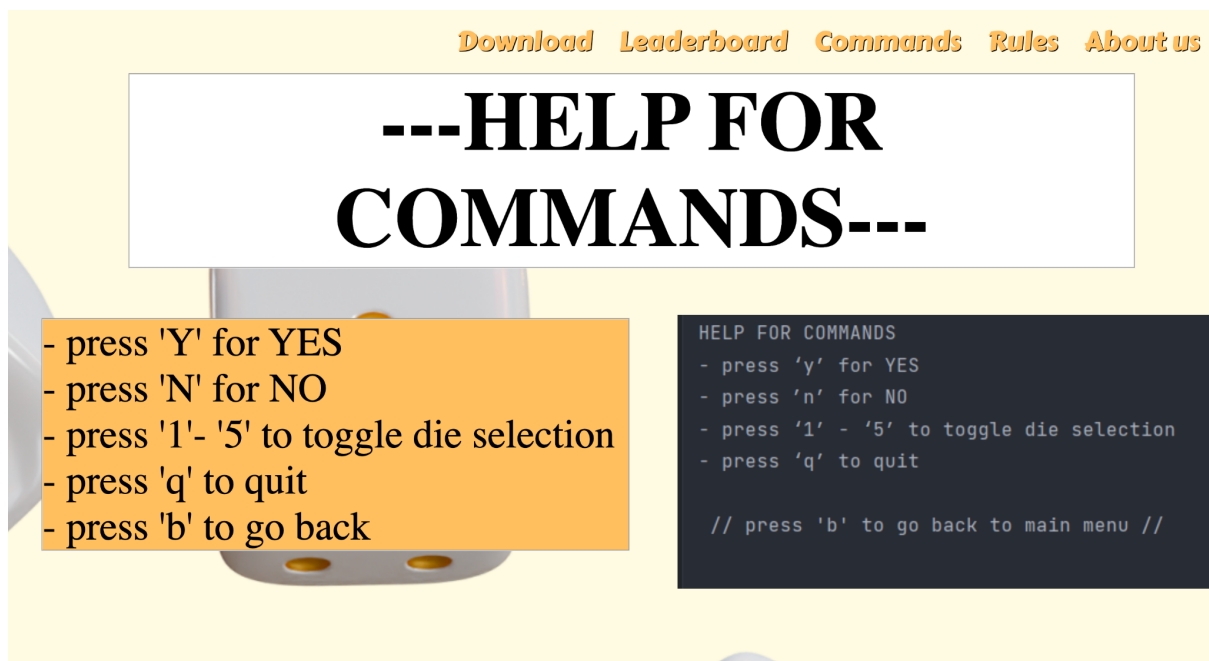 Download Leaderboard Commands Rules About us
---HELP FOR
COMMANDS---
- press 'Y' for YES
- press 'N' for NO
- press '1'- '5' to toggle die selection
- press 'q' to quit
- press 'b' to go back
HELP FOR COMMANDS
- press ‘y’ for YES
- press ’n’ for NO
- press ‘1’ - ‘5’ to toggle die selection
- press ‘q’ to quit
// press 'b' to go back to main menu //